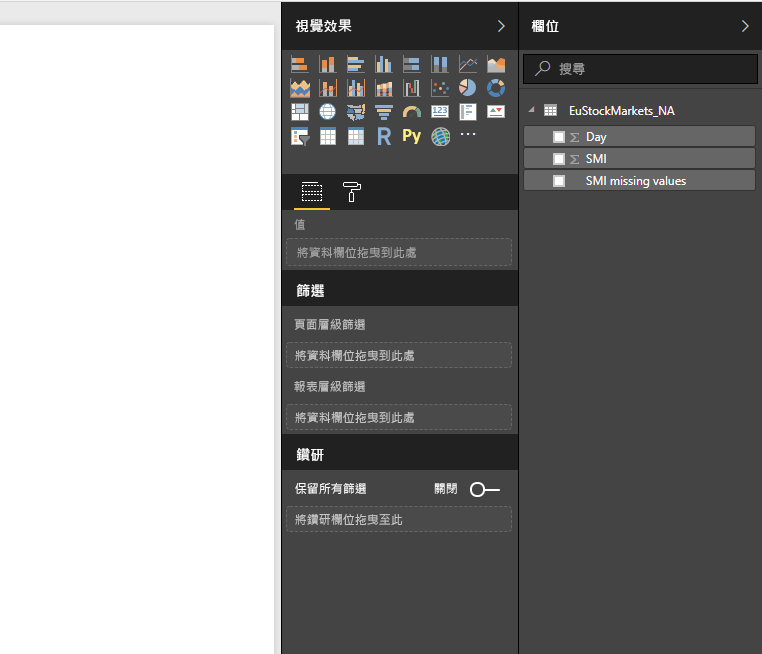 視覺效果
R Py
123
值
將資料欄位拖曳到此處
篩選
頁面層級篩選
將資料欄位拖曳到此處
報表層級篩選
將資料欄位拖曳到此處
鑽研
保留所有篩選 關閉
將鑽研欄位拖曳至此
欄位
搜尋
EuStockMarkets_NA
Σ Day
Σ SMI
SMI missing values